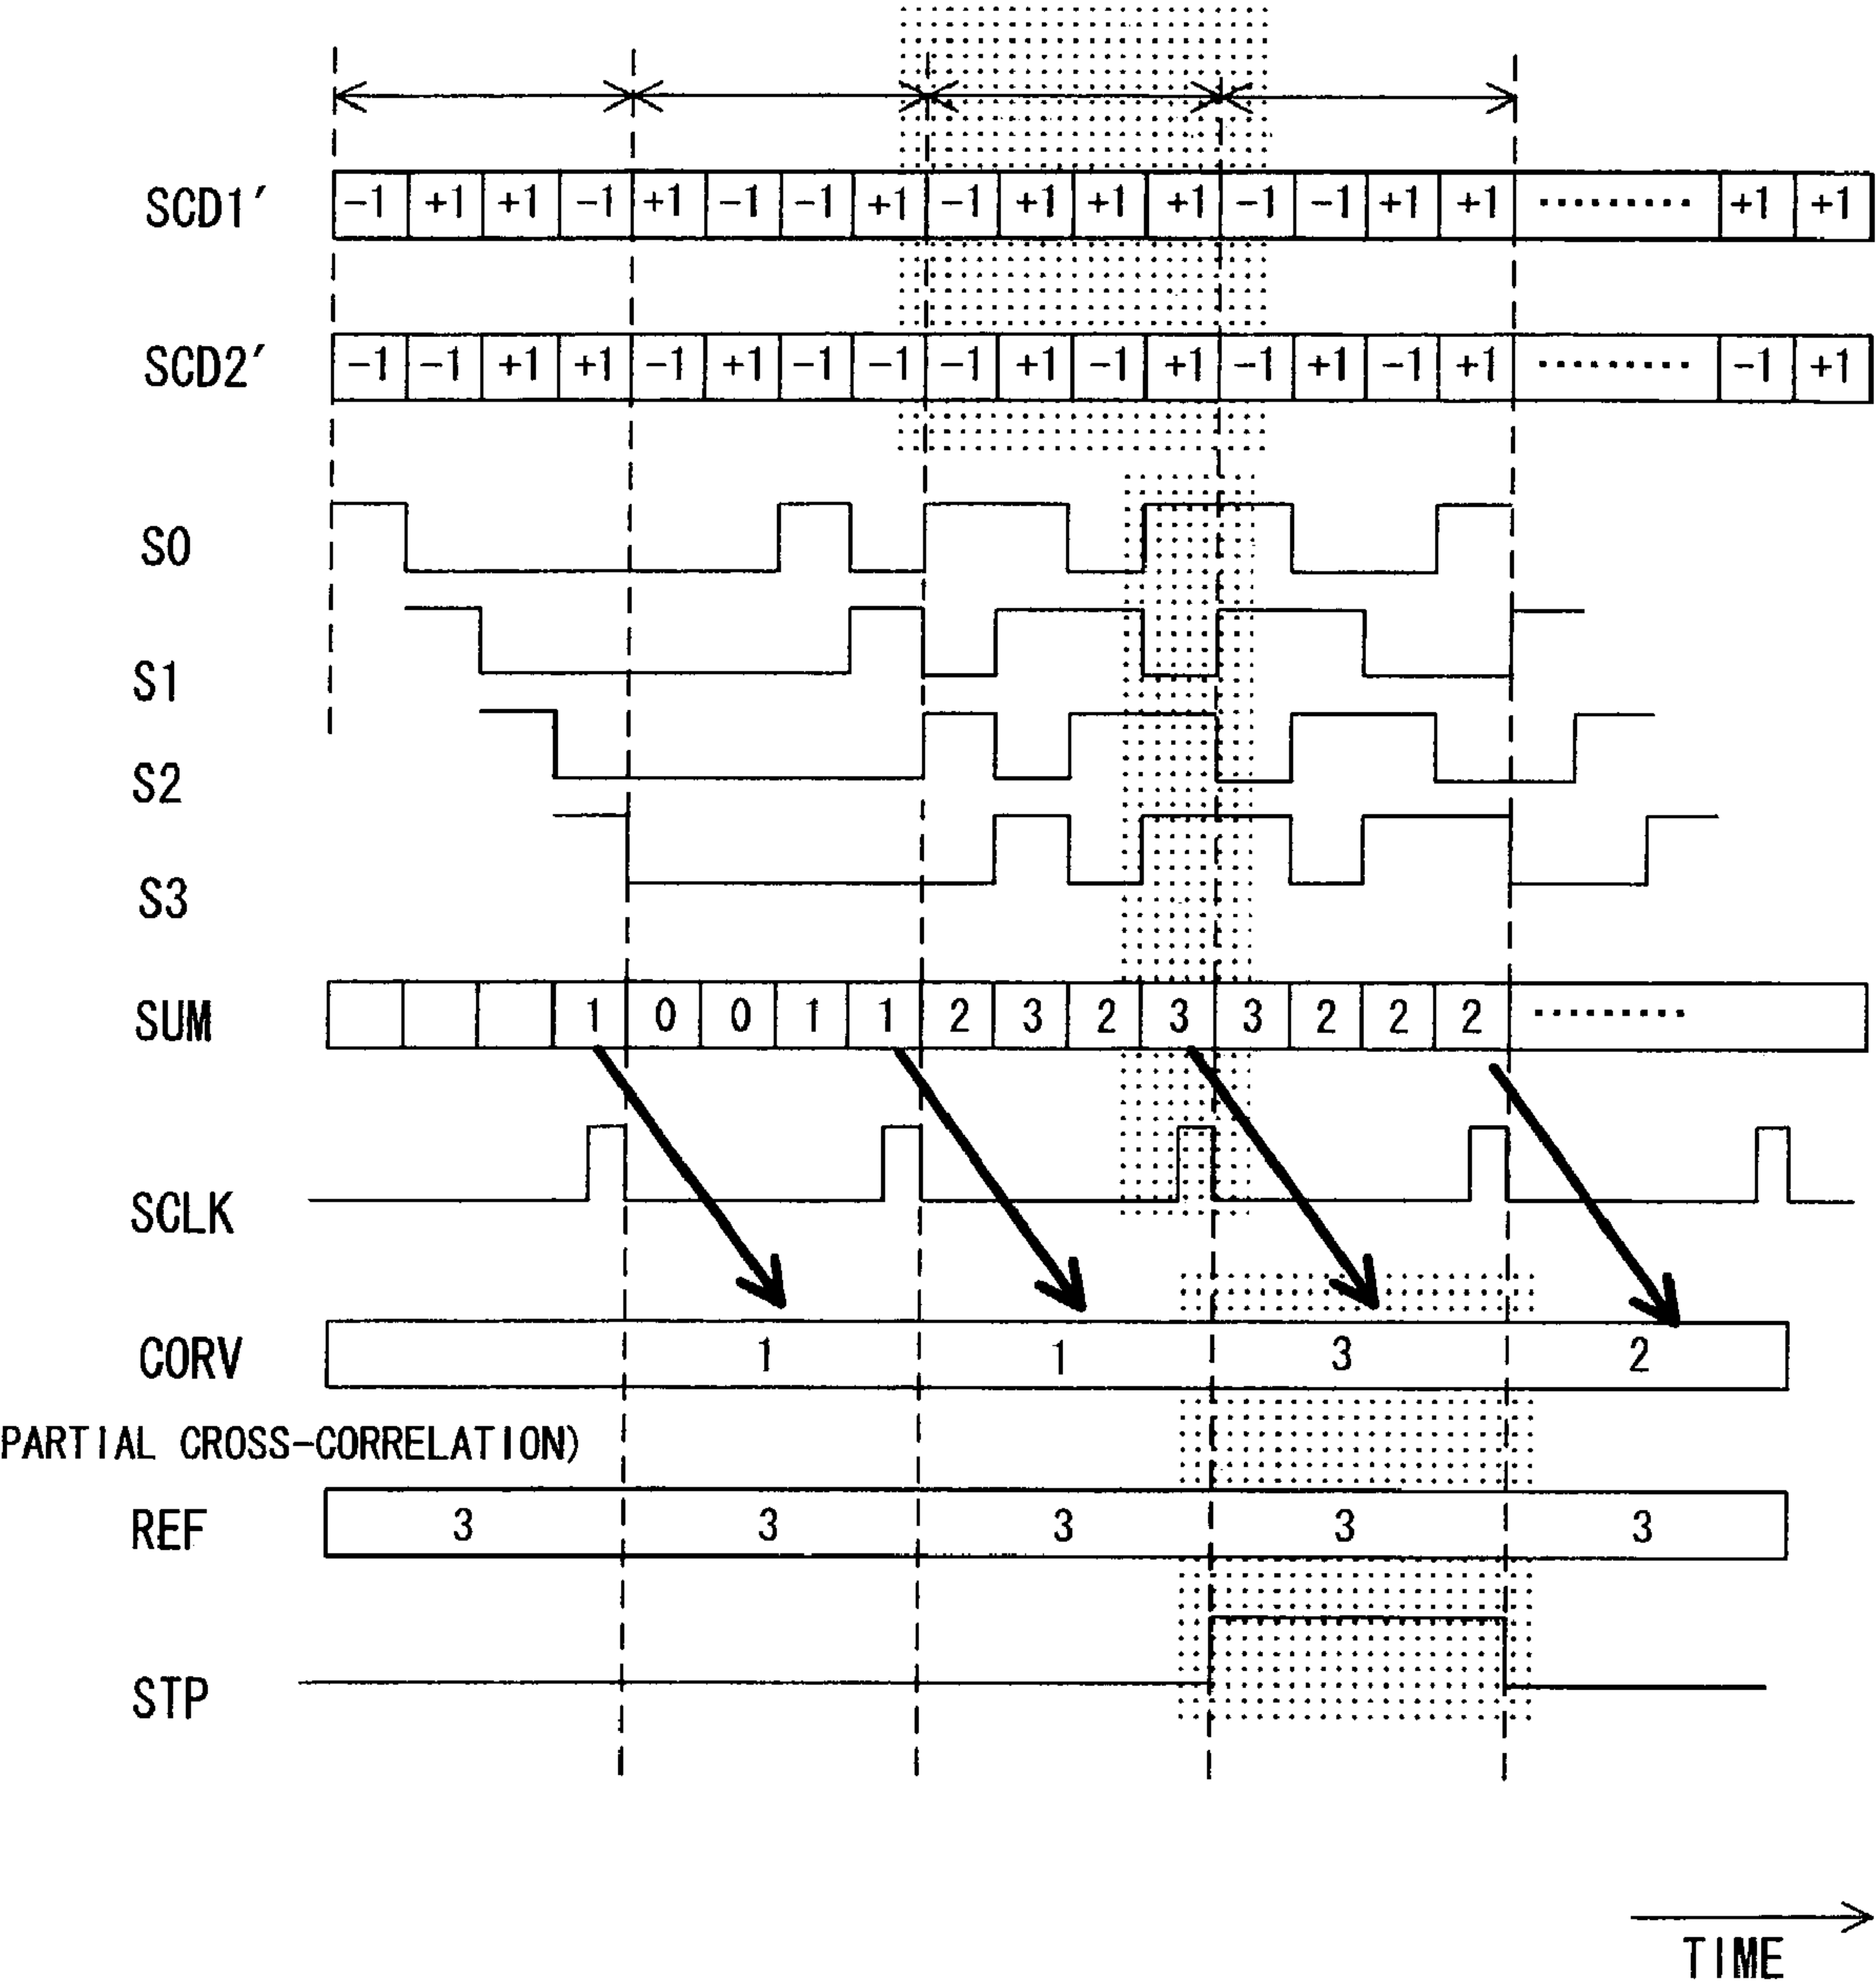 SCD1′ -1 +1 +1 -1 +1 -1 -1 +1 -1 +1 +1 +1 -1 -1 +1 +1 ········· +1 +1
SCD2′ -1 -1 +1 +1 -1 +1 -1 -1 -1 +1 -1 +1 -1 +1 -1 +1 ········· -1 +1
S0
S1
S2
S3
SUM 1 0 0 1 1 2 3 2 3 3 2 2 2 ·········
SCLK
CORV 1 1 3 2
PARTIAL CROSS-CORRELATION)
REF 3 3 3 3 3
STP
TIME